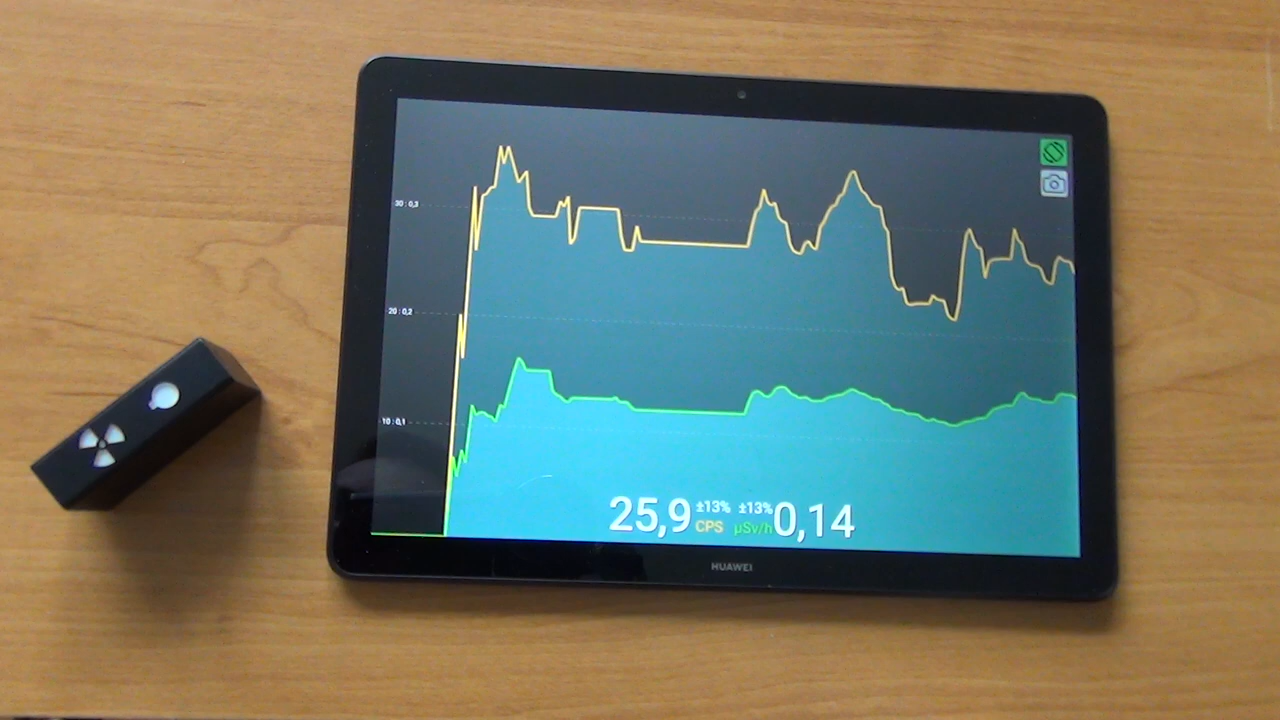 30 : 0,3
20 : 0,2
10 : 0,1
25,9 ±13% CPS ±13% µSv/h 0,14
HUAWEI